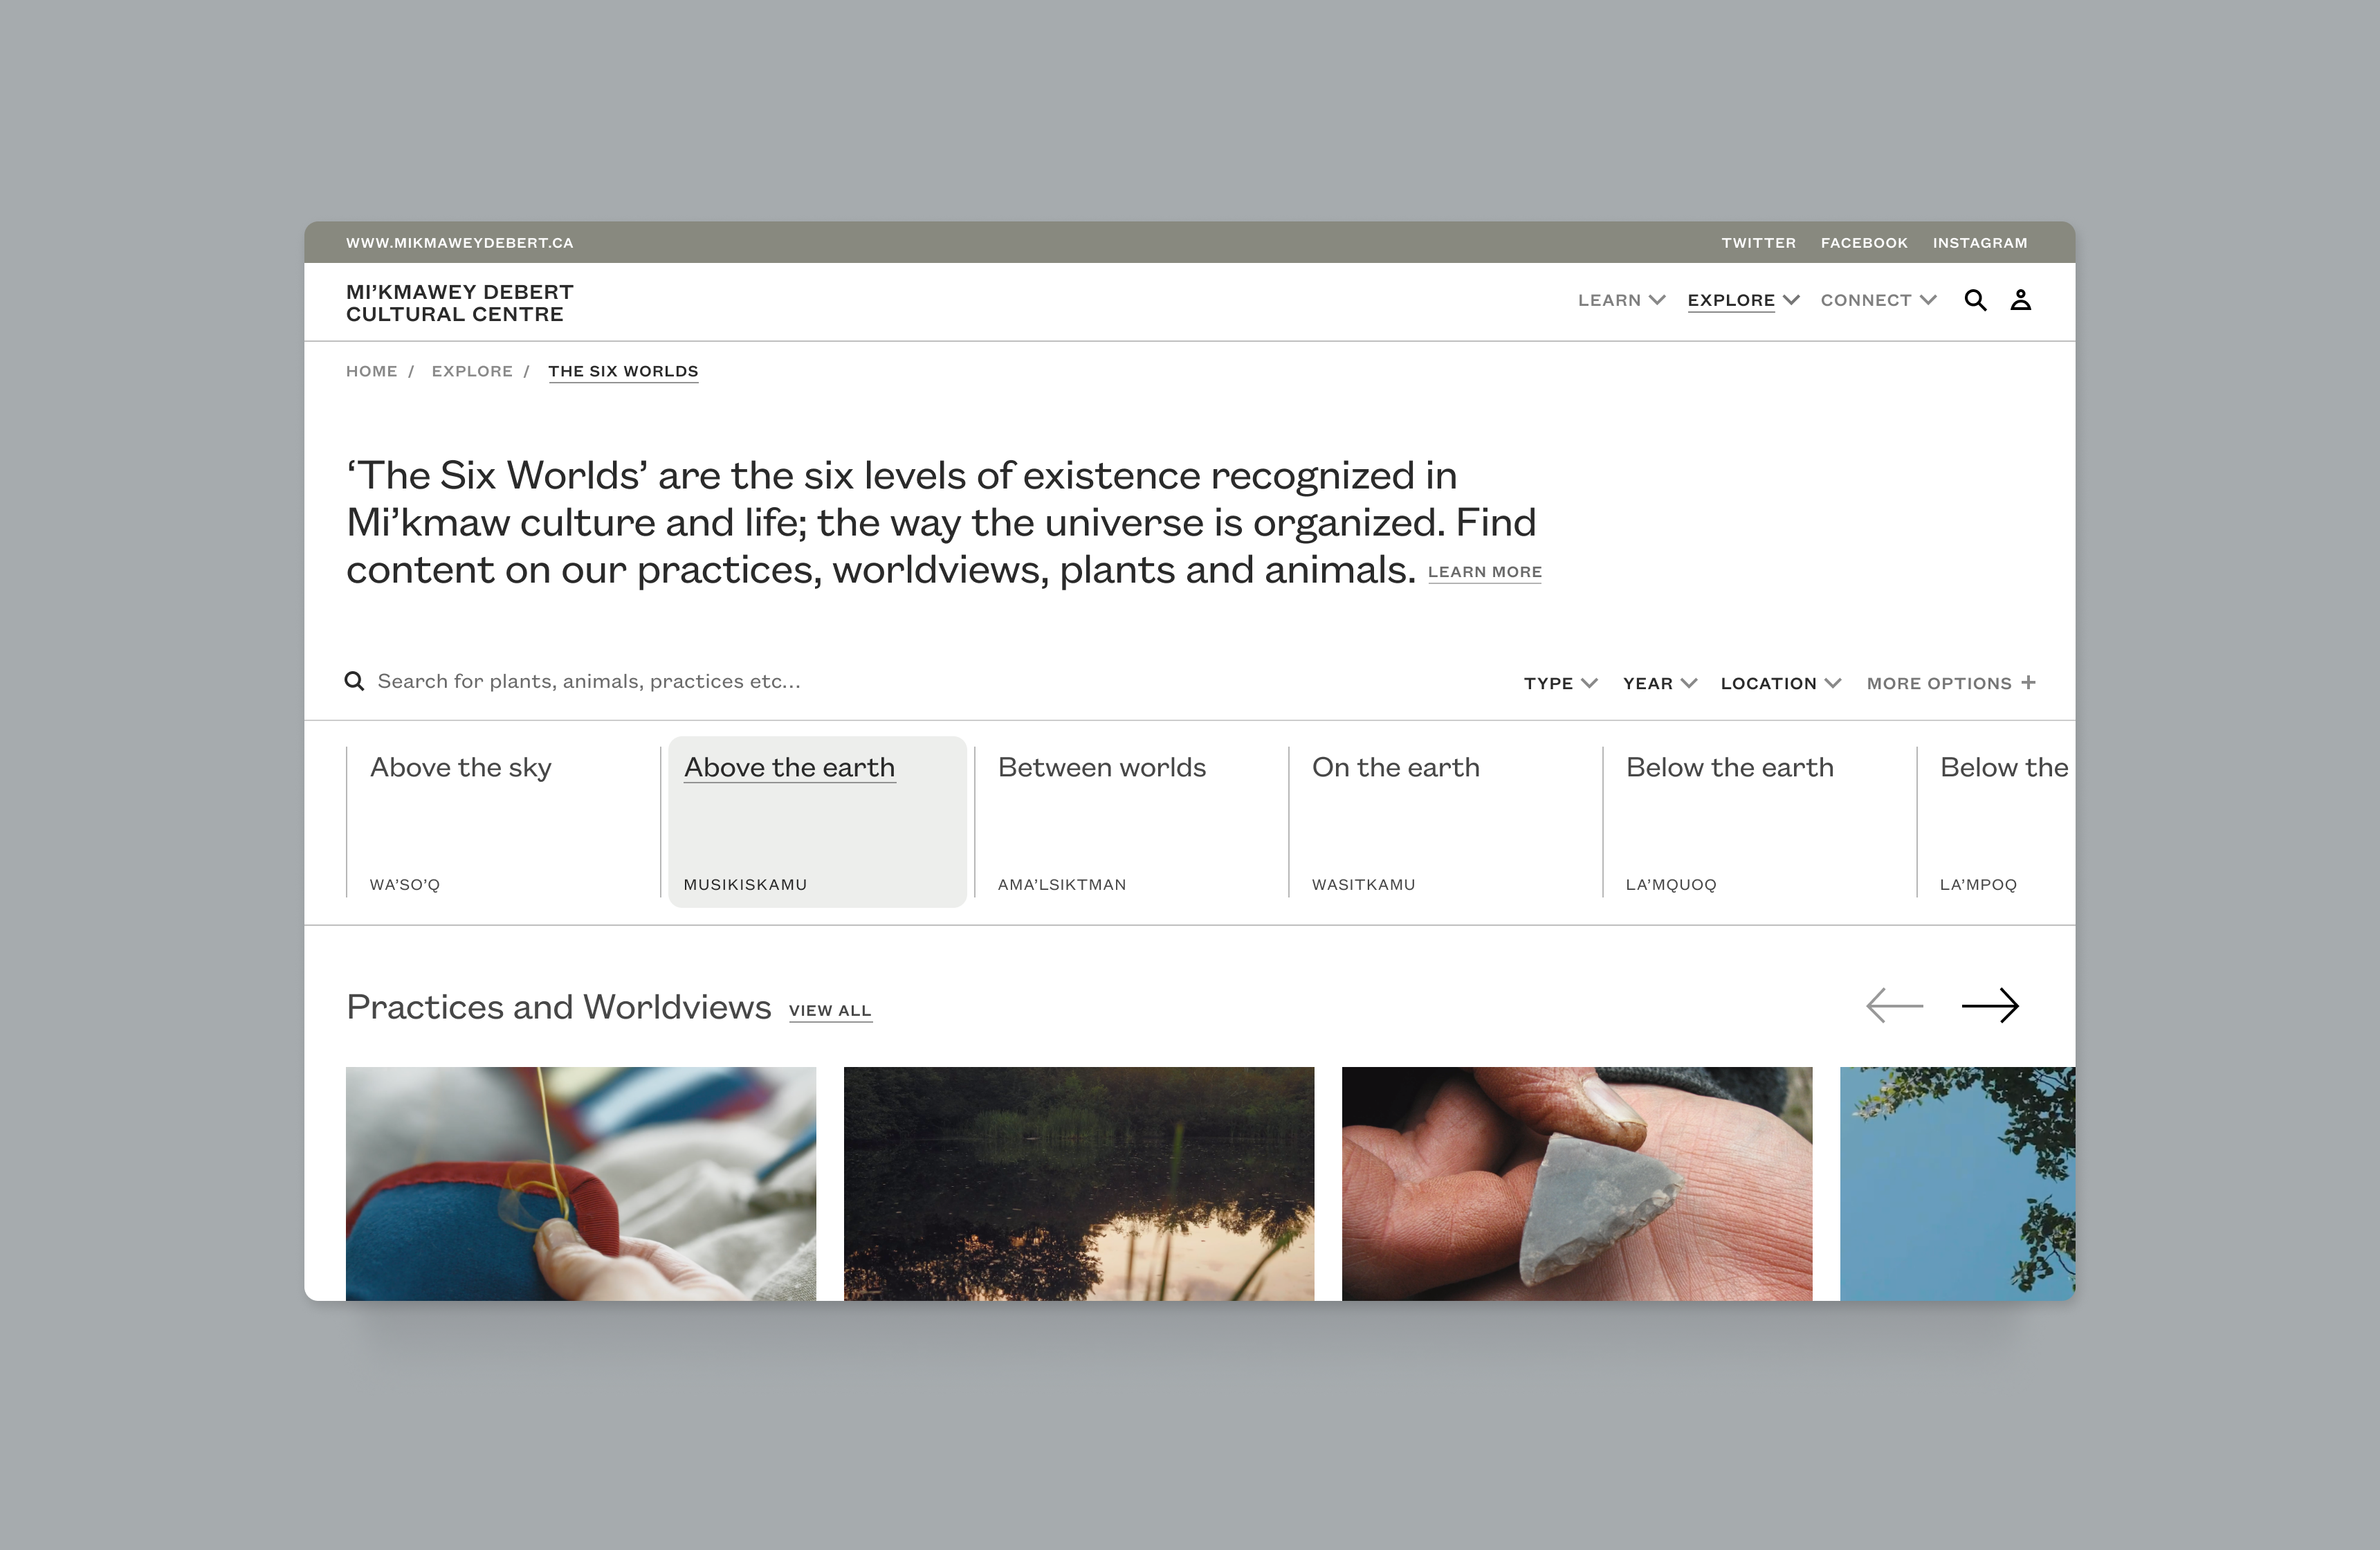 WWW.MIKMAWEYDEBERT.CA
TWITTER FACEBOOK INSTAGRAM
MI’KMAWEY DEBERT
CULTURAL CENTRE
LEARN EXPLORE CONNECT
HOME / EXPLORE / THE SIX WORLDS
‘The Six Worlds’ are the six levels of existence recognized in
Mi’kmaw culture and life; the way the universe is organized. Find
content on our practices, worldviews, plants and animals. LEARN MORE
Search for plants, animals, practices etc...
TYPE YEAR LOCATION MORE OPTIONS +
Above the sky
WA’SO’Q
Above the earth
MUSIKISKAMU
Between worlds
AMA’LSIKTMAN
On the earth
WASITKAMU
Below the earth
LA’MQUOQ
Below the
LA’MPOQ
Practices and Worldviews VIEW ALL